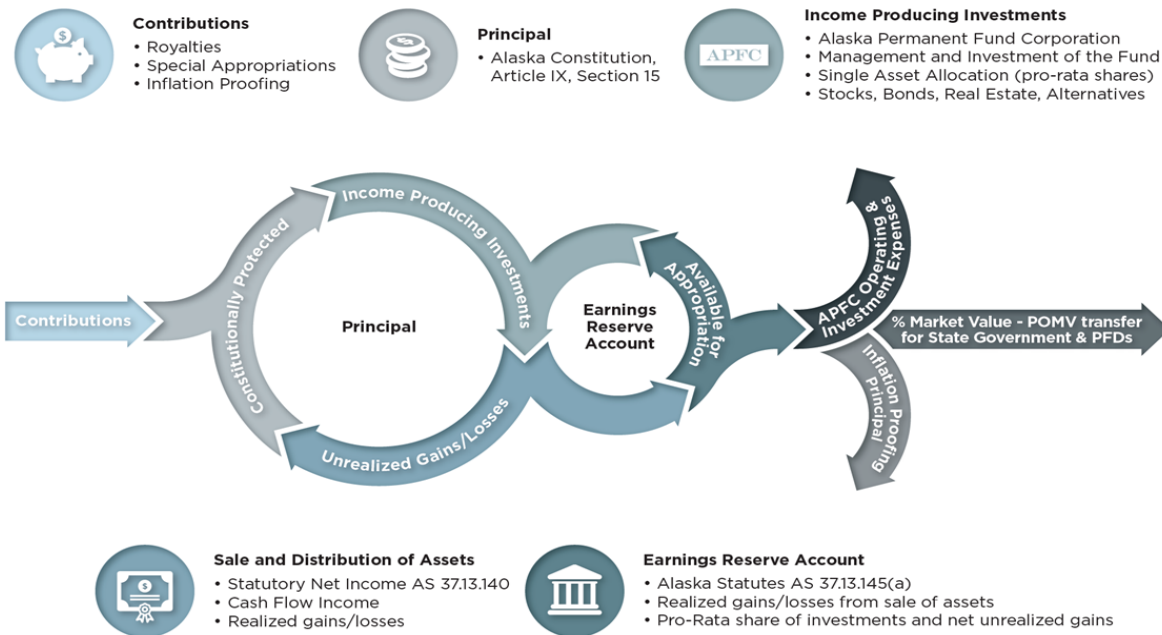 Contributions
• Royalties
• Special Appropriations
• Inflation Proofing
Principal
• Alaska Constitution,
Article IX, Section 15
APFC
Income Producing Investments
• Alaska Permanent Fund Corporation
• Management and Investment of the Fund
• Single Asset Allocation (pro-rata shares)
• Stocks, Bonds, Real Estate, Alternatives
Contributions
Constitutionally Protected
Income Producing Investments
Principal
Unrealized Gains/Losses
Earnings
Reserve
Account
Available for
Appropriation
APFC Operating &
Investment Expenses
% Market Value - POMV transfer
for State Government & PFDs
Inflation Proofing
Principal
Sale and Distribution of Assets
• Statutory Net Income AS 37.13.140
• Cash Flow Income
• Realized gains/losses
Earnings Reserve Account
• Alaska Statutes AS 37.13.145(a)
• Realized gains/losses from sale of assets
• Pro-Rata share of investments and net unrealized gains